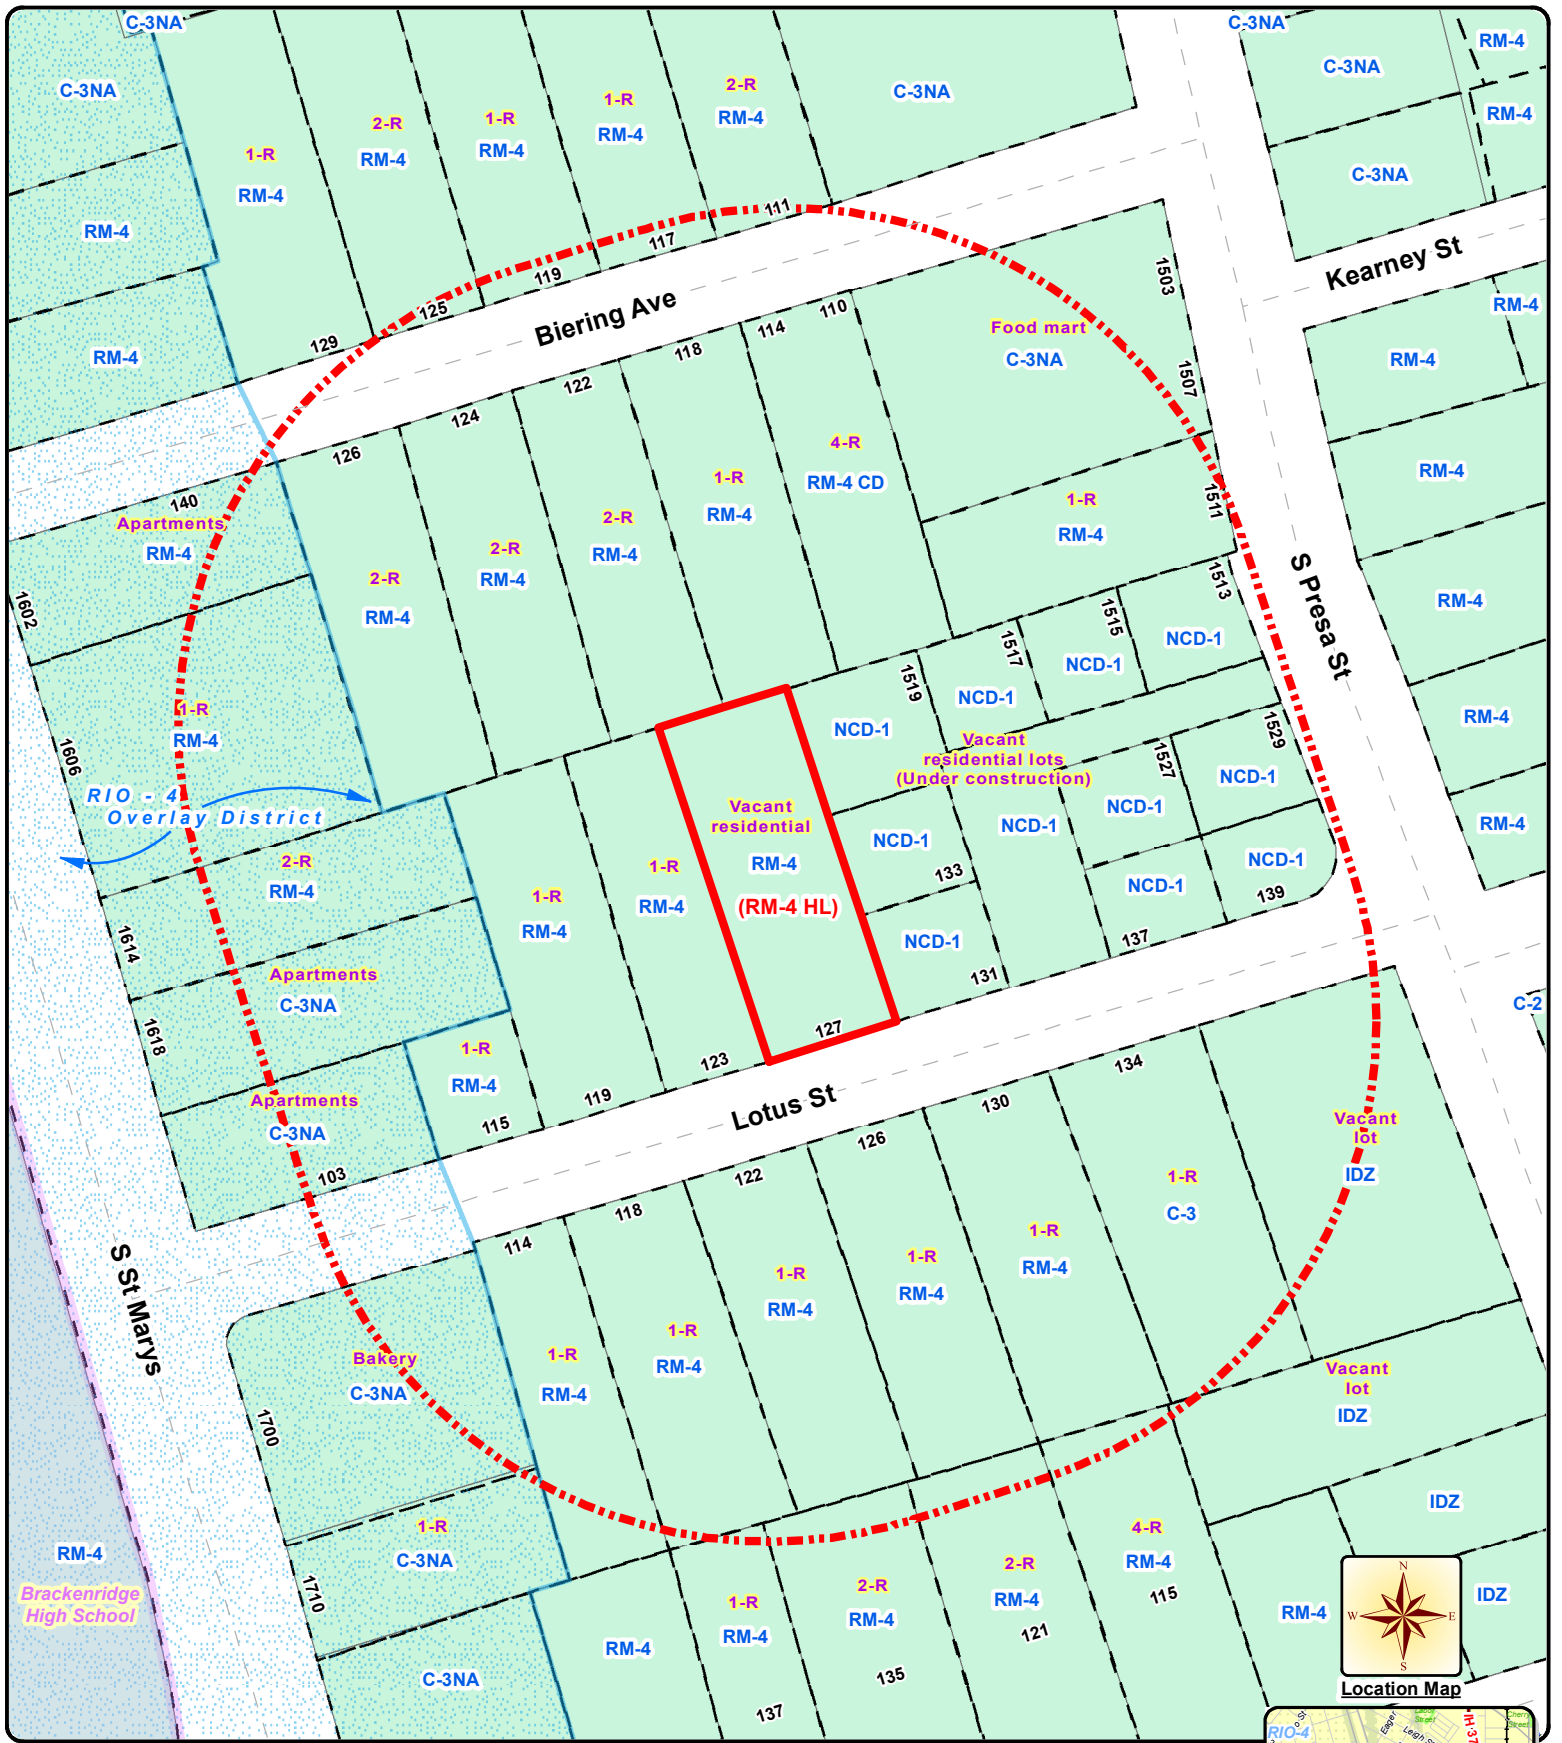 C-3NA
C-3NA
C-3NA
RM-4
C-3NA
2-R
RM-4
1-R
RM-4
1-R
RM-4
2-R
RM-4
C-3NA
1-R
RM-4
RM-4
C-3NA
RM-4
111
117
119
125
129
Biering Ave
1503
Kearney St
RM-4
RM-4
110
114
118
122
124
126
Food mart
C-3NA
1507
RM-4
140
Apartments
RM-4
4-R
RM-4 CD
1-R
RM-4
2-R
RM-4
2-R
RM-4
2-R
RM-4
1-R
RM-4
1511
RM-4
S Presa St
1602
1513
1515
1517
1519
NCD-1
NCD-1
NCD-1
NCD-1
RM-4
RM-4
1-R
RM-4
1606
Vacant
residential lots
(Under construction)
1529
1527
NCD-1
NCD-1
NCD-1
RM-4
RIO - 4
Overlay District
Vacant
residential
RM-4
(RM-4 HL)
NCD-1
133
NCD-1
NCD-1
139
137
NCD-1
131
2-R
RM-4
1-R
RM-4
1-R
RM-4
1614
Apartments
C-3NA
C-2
1618
1-R
RM-4
127
123
119
115
Lotus St
Apartments
C-3NA
103
134
130
126
122
118
114
Vacant
lot
IDZ
1-R
C-3
1-R
RM-4
1-R
RM-4
1-R
RM-4
1-R
RM-4
1-R
RM-4
S St Marys
Bakery
C-3NA
1700
Vacant
lot
IDZ
IDZ
1-R
C-3NA
RM-4
Brackenridge
High School
1710
4-R
RM-4
115
2-R
RM-4
121
2-R
RM-4
135
1-R
RM-4
137
RM-4
C-3NA
RM-4
IDZ
N
W
E
S
Location Map
RIO-4
Eager
Leigh St
IH 37